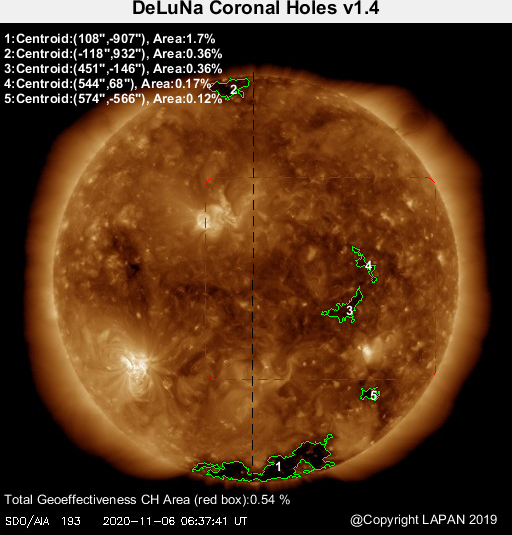 DeLuNa Coronal Holes v1.4
1:Centroid:(108",-907"), Area:1.7%
2:Centroid:(-118",932"), Area:0.36%
3:Centroid:(451",-146"), Area:0.36%
4:Centroid:(544",68"), Area:0.17%
5:Centroid:(574",-566"), Area:0.12%
2
4
3
5
1
Total Geoeffectiveness CH Area (red box):0.54 %
SDO/AIA 193 2020-11-06 06:37:41 UT
@Copyright LAPAN 2019